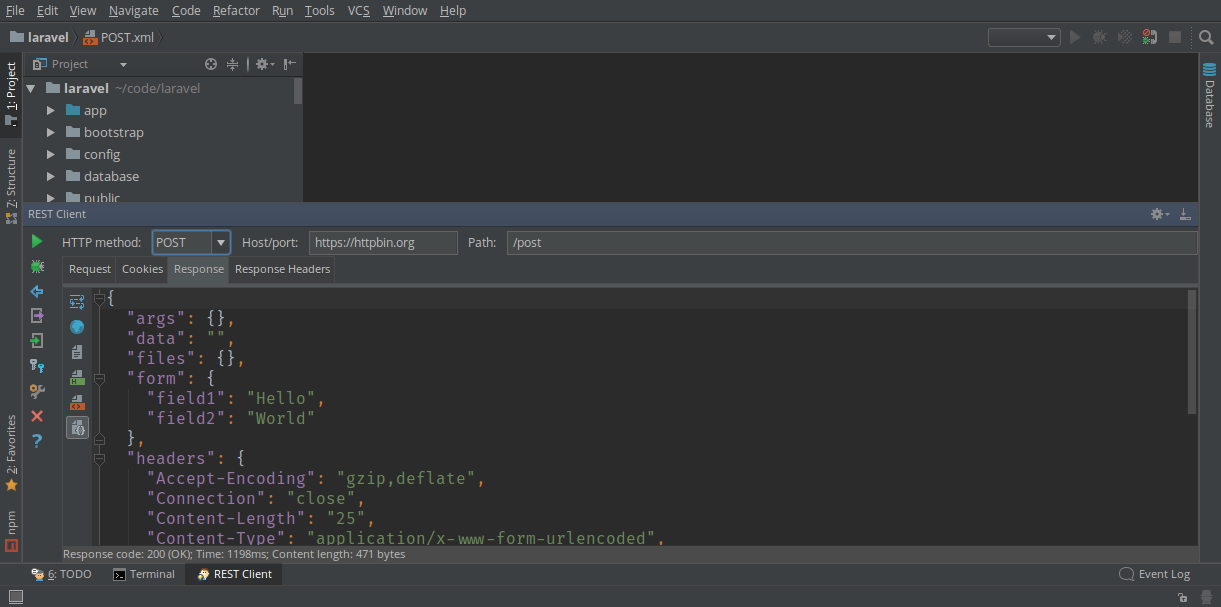 File Edit View Navigate Code Refactor Run Tools VCS Window Help
laravel POST.xml
1: Project
Project
laravel ~/code/laravel
app
bootstrap
config
database
public
7: Structure
Database
REST Client
HTTP method: POST Host/port: https://httpbin.org Path: /post
Request Cookies Response Response Headers
{
"args": {},
"data": "",
"files": {},
"form": {
"field1": "Hello",
"field2": "World"
},
"headers": {
"Accept-Encoding": "gzip,deflate",
"Connection": "close",
"Content-Length": "25",
"Content-Type": "application/x-www-form-urlencoded",
2: Favorites
npm
Response code: 200 (OK); Time: 1198ms; Content length: 471 bytes
6: TODO Terminal REST Client Event Log